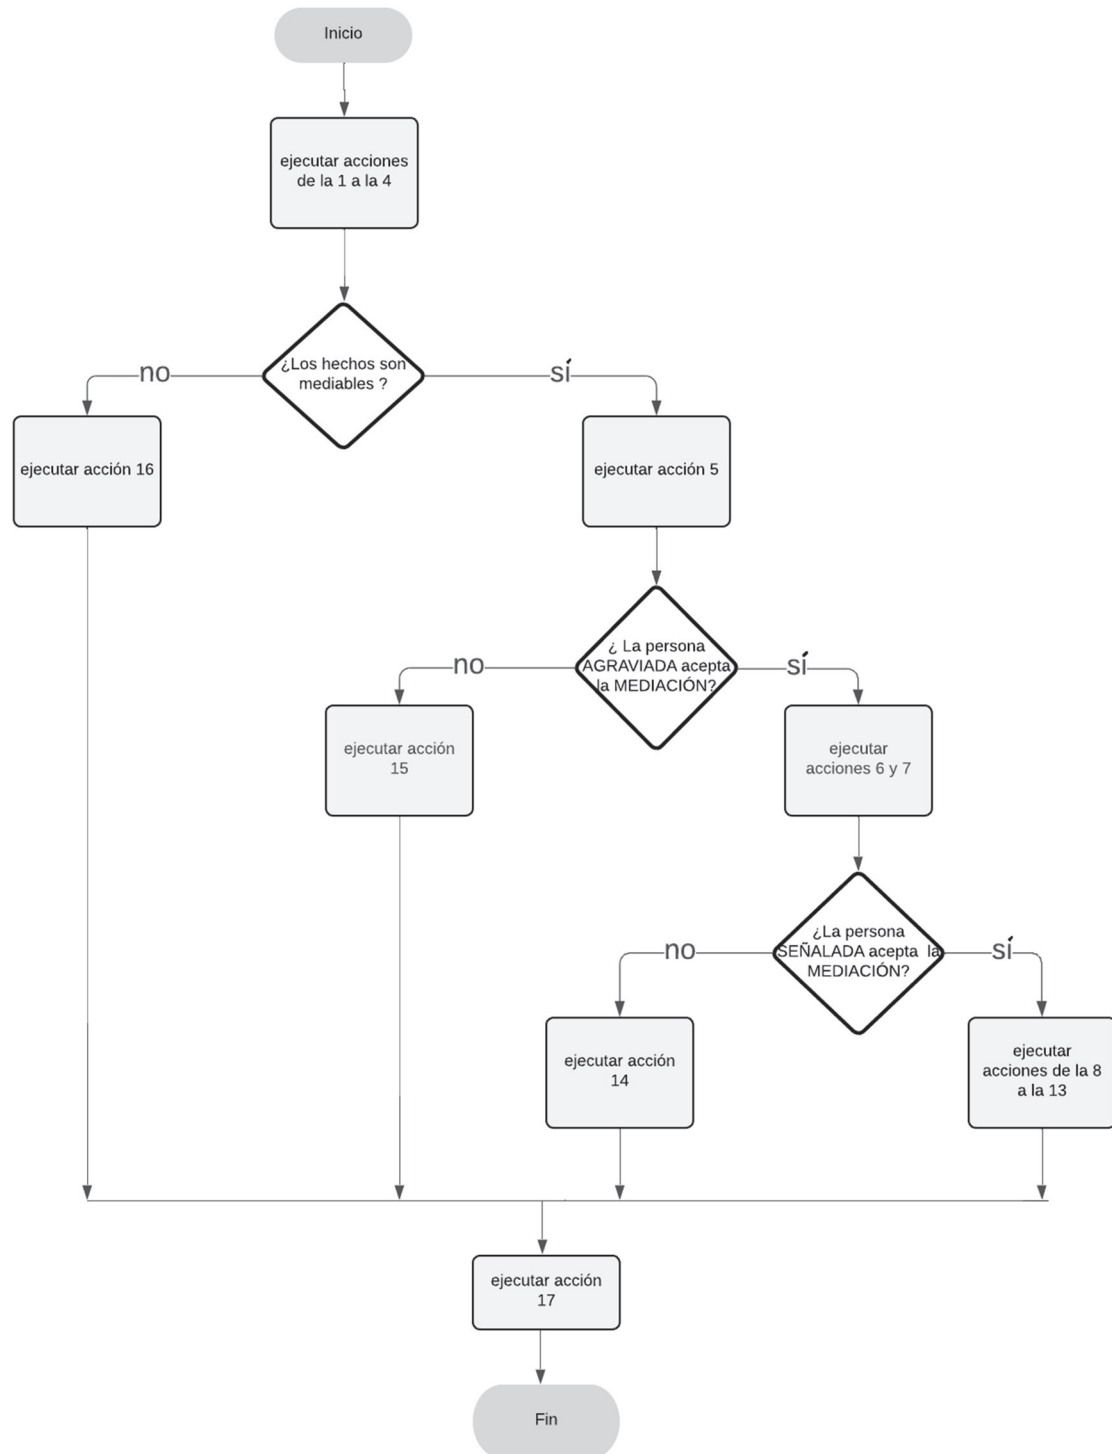 Inicio
ejecutar acciones
de la 1 a la 4
¿Los hechos son
mediables ?
no
sí
ejecutar acción 16
ejecutar acción 5
¿ La persona
AGRAVIADA acepta
la MEDIACIÓN?
no
sí
ejecutar acción
15
ejecutar
acciones 6 y 7
¿La persona
SEÑALADA acepta la
MEDIACIÓN?
no
sí
ejecutar acción
14
ejecutar
acciones de la 8
a la 13
ejecutar acción
17
Fin